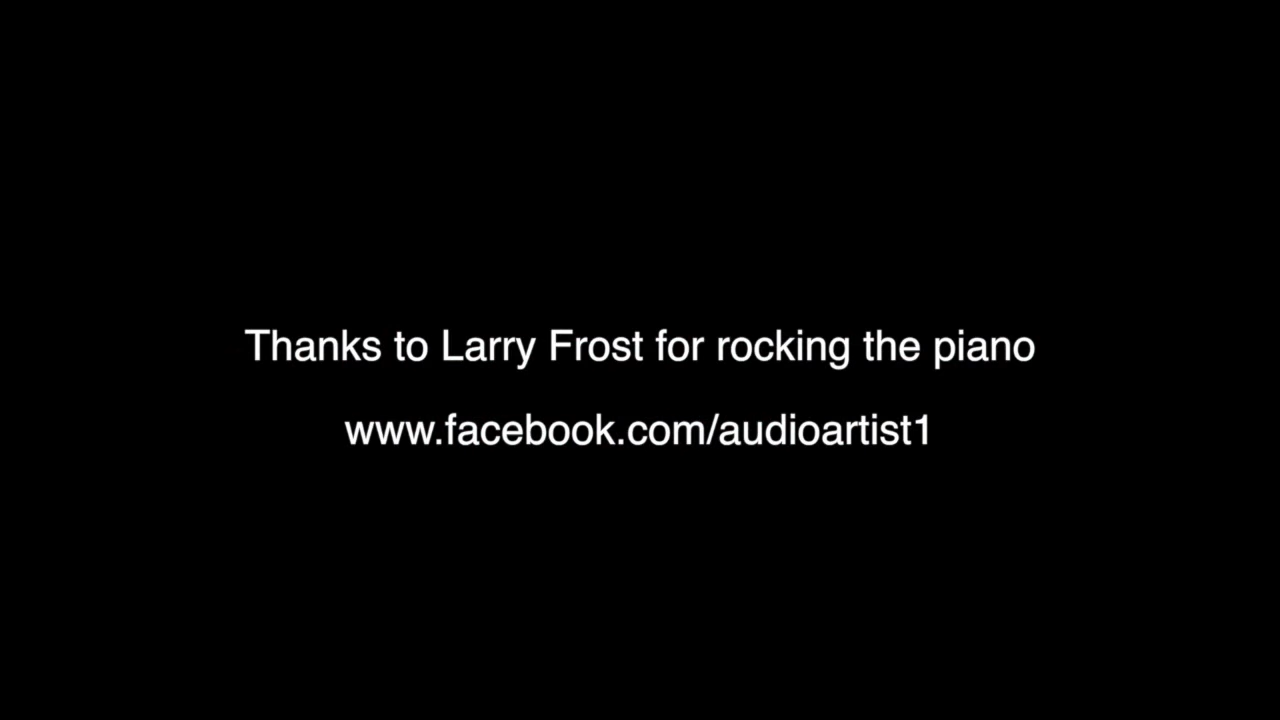 Thanks to Larry Frost for rocking the piano
www.facebook.com/audioartist1